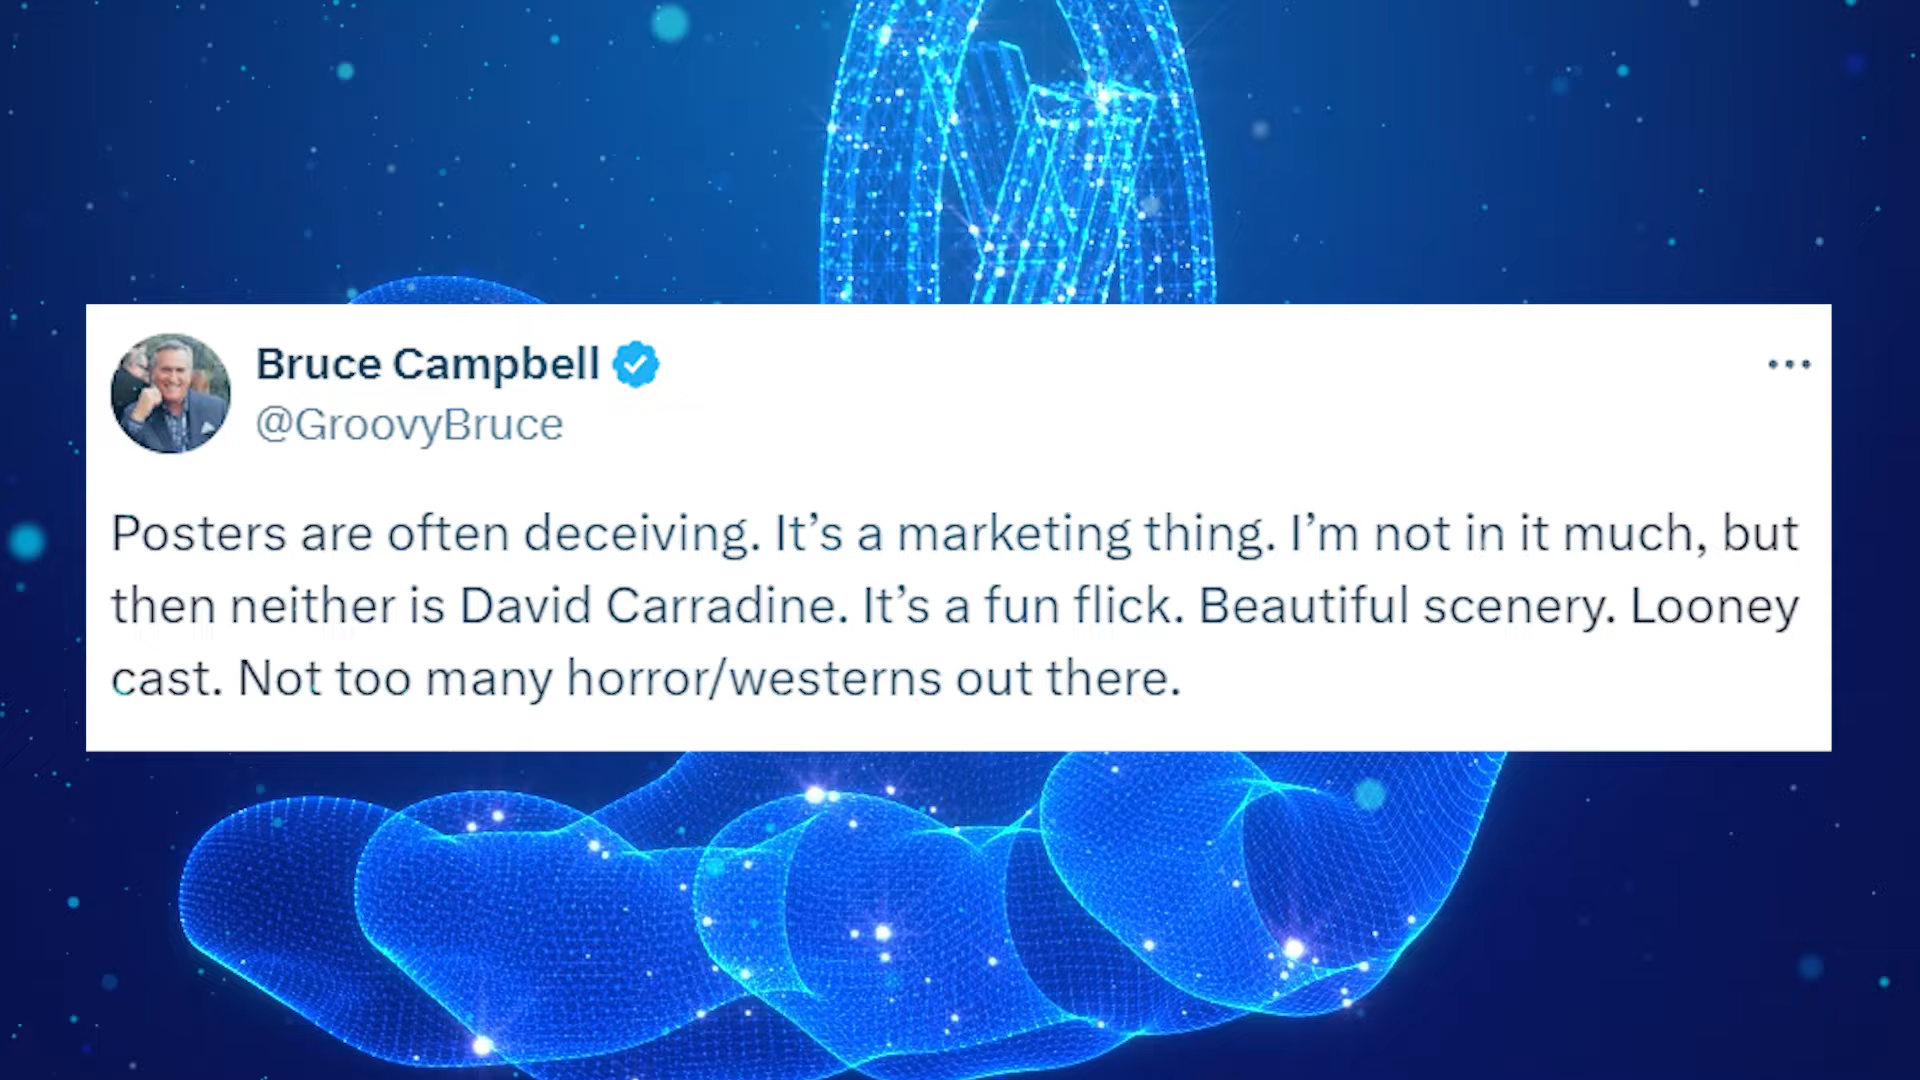 Bruce Campbell
@GroovyBruce
Posters are often deceiving. It’s a marketing thing. I’m not in it much, but
then neither is David Carradine. It’s a fun flick. Beautiful scenery. Looney
cast. Not too many horror/westerns out there.